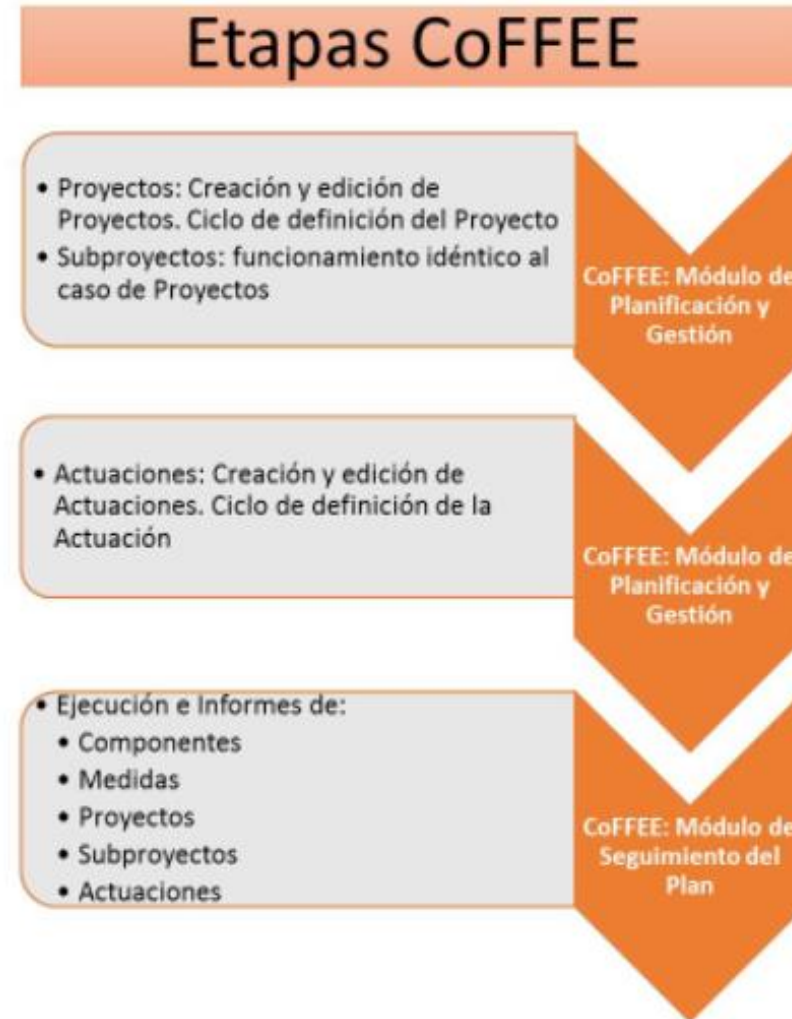 Etapas CoFFEE
• Proyectos: Creación y edición de
Proyectos. Ciclo de definición del Proyecto
• Subproyectos: funcionamiento idéntico al
caso de Proyectos
CoFFEE: Módulo de
Planificación y
Gestión
• Actuaciones: Creación y edición de
Actuaciones. Ciclo de definición de la
Actuación
CoFFEE: Módulo de
Planificación y
Gestión
• Ejecución e Informes de:
• Componentes
• Medidas
• Proyectos
• Subproyectos
• Actuaciones
CoFFEE: Módulo de
Seguimiento del
Plan